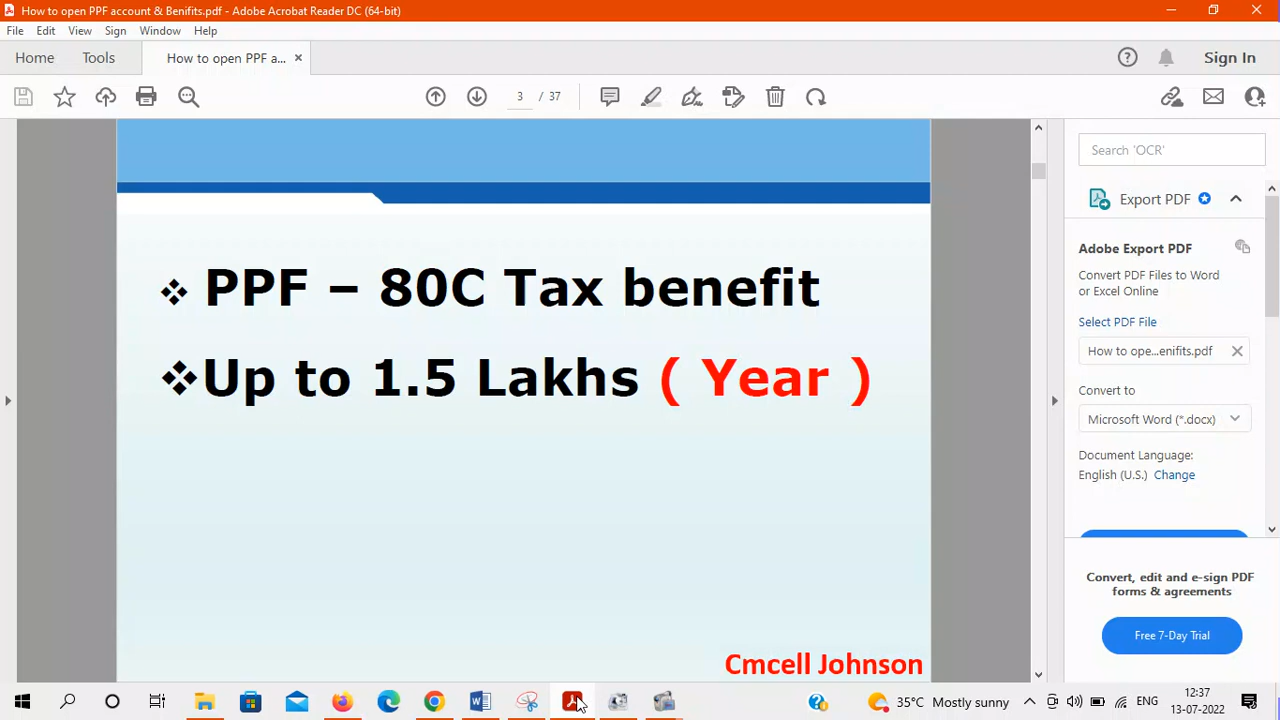 How to open PPF account & Benifits.pdf - Adobe Acrobat Reader DC (64-bit)
File Edit View Sign Window Help
Home Tools How to open PPF a... × Sign In
3 / 37
Search 'OCR'
Export PDF
Adobe Export PDF
Convert PDF Files to Word
or Excel Online
Select PDF File
How to ope...enifits.pdf
Convert to
Microsoft Word (*.docx)
Document Language:
English (U.S.) Change
❖ PPF – 80C Tax benefit
❖Up to 1.5 Lakhs ( Year )
Cmcell Johnson
Convert, edit and e-sign PDF
forms & agreements
Free 7-Day Trial
35°C Mostly sunny ENG
12:37
13-07-2022